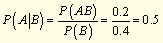 P(A|B) = P(AB)/P(B) = 0.2/0.4 = 0.5